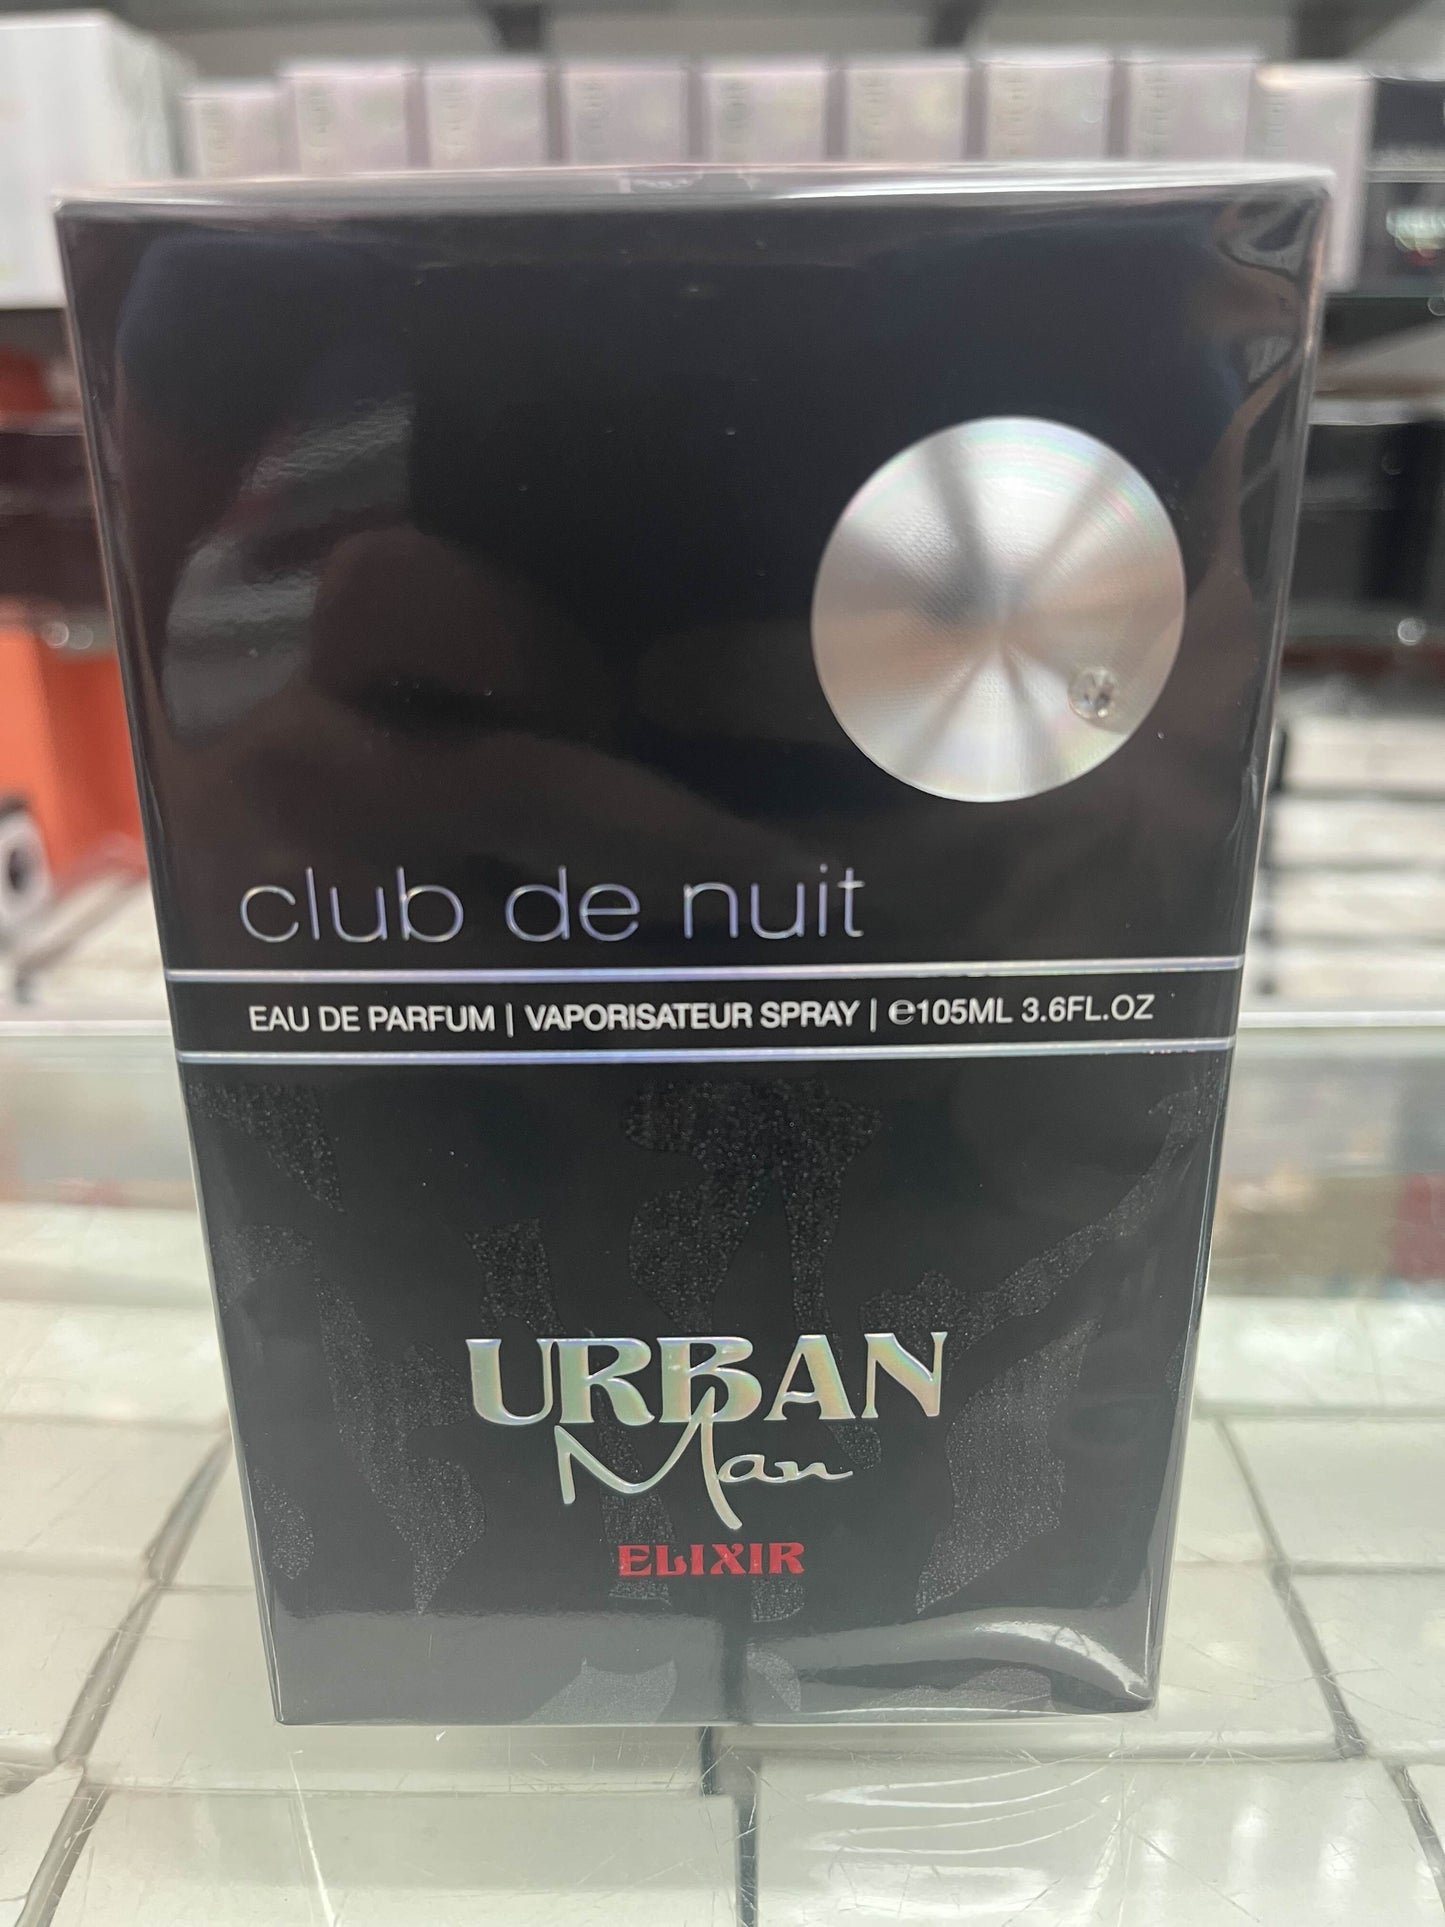 club de nuit
EAU DE PARFUM | VAPORISATEUR SPRAY | ℮105ML 3.6FL.OZ
URBAN
Man
ELIXIR